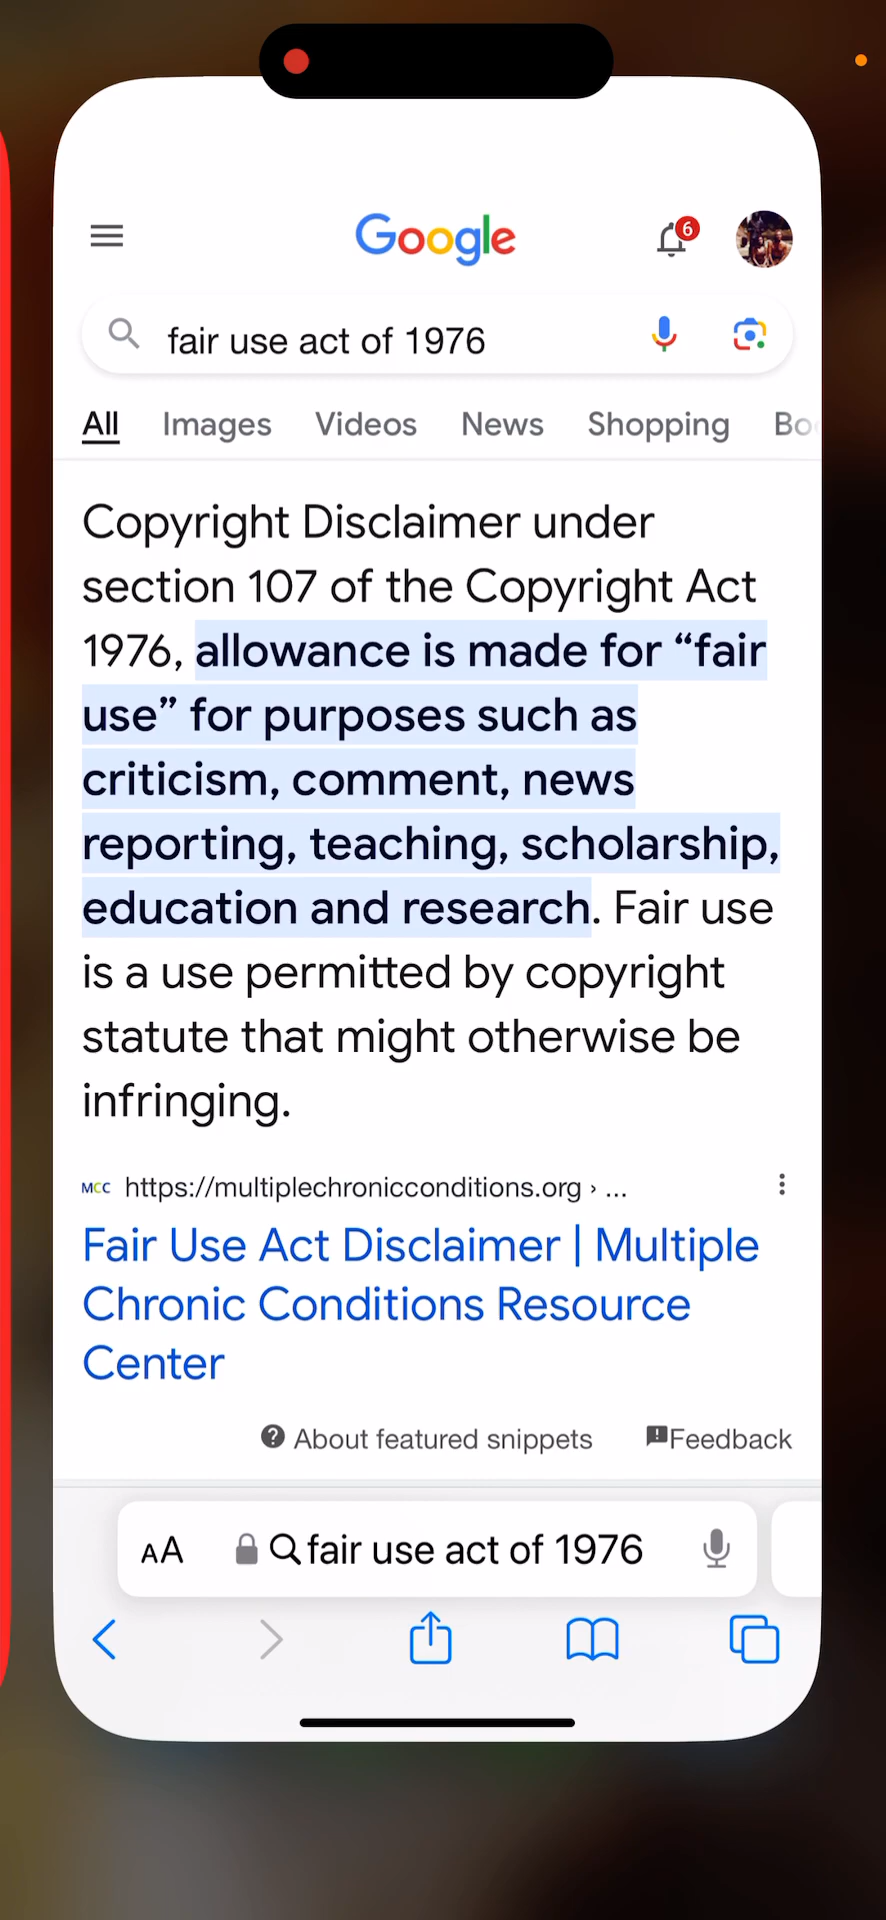 Google
6
fair use act of 1976
All Images Videos News Shopping Bo
Copyright Disclaimer under
section 107 of the Copyright Act
1976, allowance is made for “fair
use” for purposes such as
criticism, comment, news
reporting, teaching, scholarship,
education and research. Fair use
is a use permitted by copyright
statute that might otherwise be
infringing.
MCC https://multiplechronicconditions.org › ...
Fair Use Act Disclaimer | Multiple
Chronic Conditions Resource
Center
About featured snippets Feedback
AA fair use act of 1976